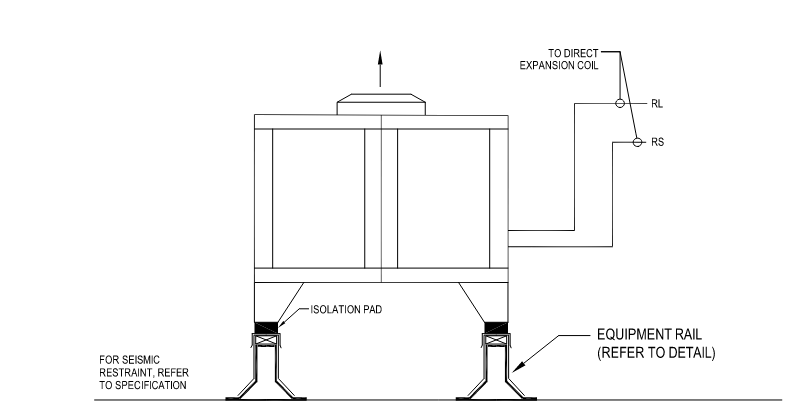 TO DIRECT
EXPANSION COIL
RL
RS
ISOLATION PAD
EQUIPMENT RAIL
(REFER TO DETAIL)
FOR SEISMIC
RESTRAINT, REFER
TO SPECIFICATION